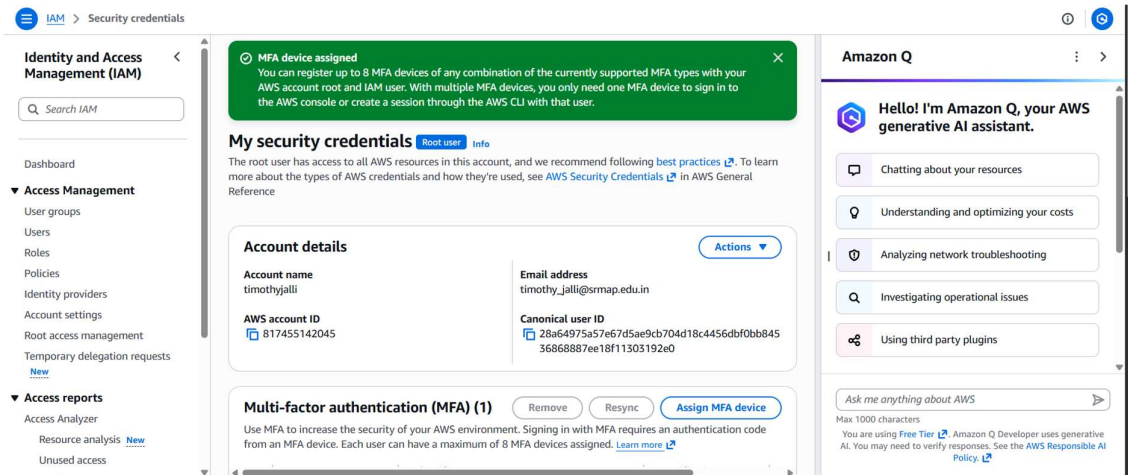 IAM > Security credentials
Identity and Access
Management (IAM)
Search IAM
Dashboard
Access Management
User groups
Users
Roles
Policies
Identity providers
Account settings
Root access management
Temporary delegation requests
New
Access reports
Access Analyzer
Resource analysis New
Unused access
MFA device assigned
You can register up to 8 MFA devices of any combination of the currently supported MFA types with your
AWS account root and IAM user. With multiple MFA devices, you only need one MFA device to sign in to
the AWS console or create a session through the AWS CLI with that user.
My security credentials Root user Info
The root user has access to all AWS resources in this account, and we recommend following best practices. To learn
more about the types of AWS credentials and how they're used, see AWS Security Credentials in AWS General
Reference
Account details
Actions
Account name
timothyjalli
Email address
timothy_jalli@srmap.edu.in
AWS account ID
817455142045
Canonical user ID
28a64975a57e67d5ae9cb704d18c4456dbf0bb845
36868887ee18f11303192e0
Multi-factor authentication (MFA) (1)
Remove
Resync
Assign MFA device
Use MFA to increase the security of your AWS environment. Signing in with MFA requires an authentication code
from an MFA device. Each user can have a maximum of 8 MFA devices assigned. Learn more
Amazon Q
Hello! I'm Amazon Q, your AWS
generative AI assistant.
Chatting about your resources
Understanding and optimizing your costs
Analyzing network troubleshooting
Investigating operational issues
Using third party plugins
Ask me anything about AWS
Max 1000 characters
You are using Free Tier. Amazon Q Developer uses generative
AI. You may need to verify responses. See the AWS Responsible AI
Policy.